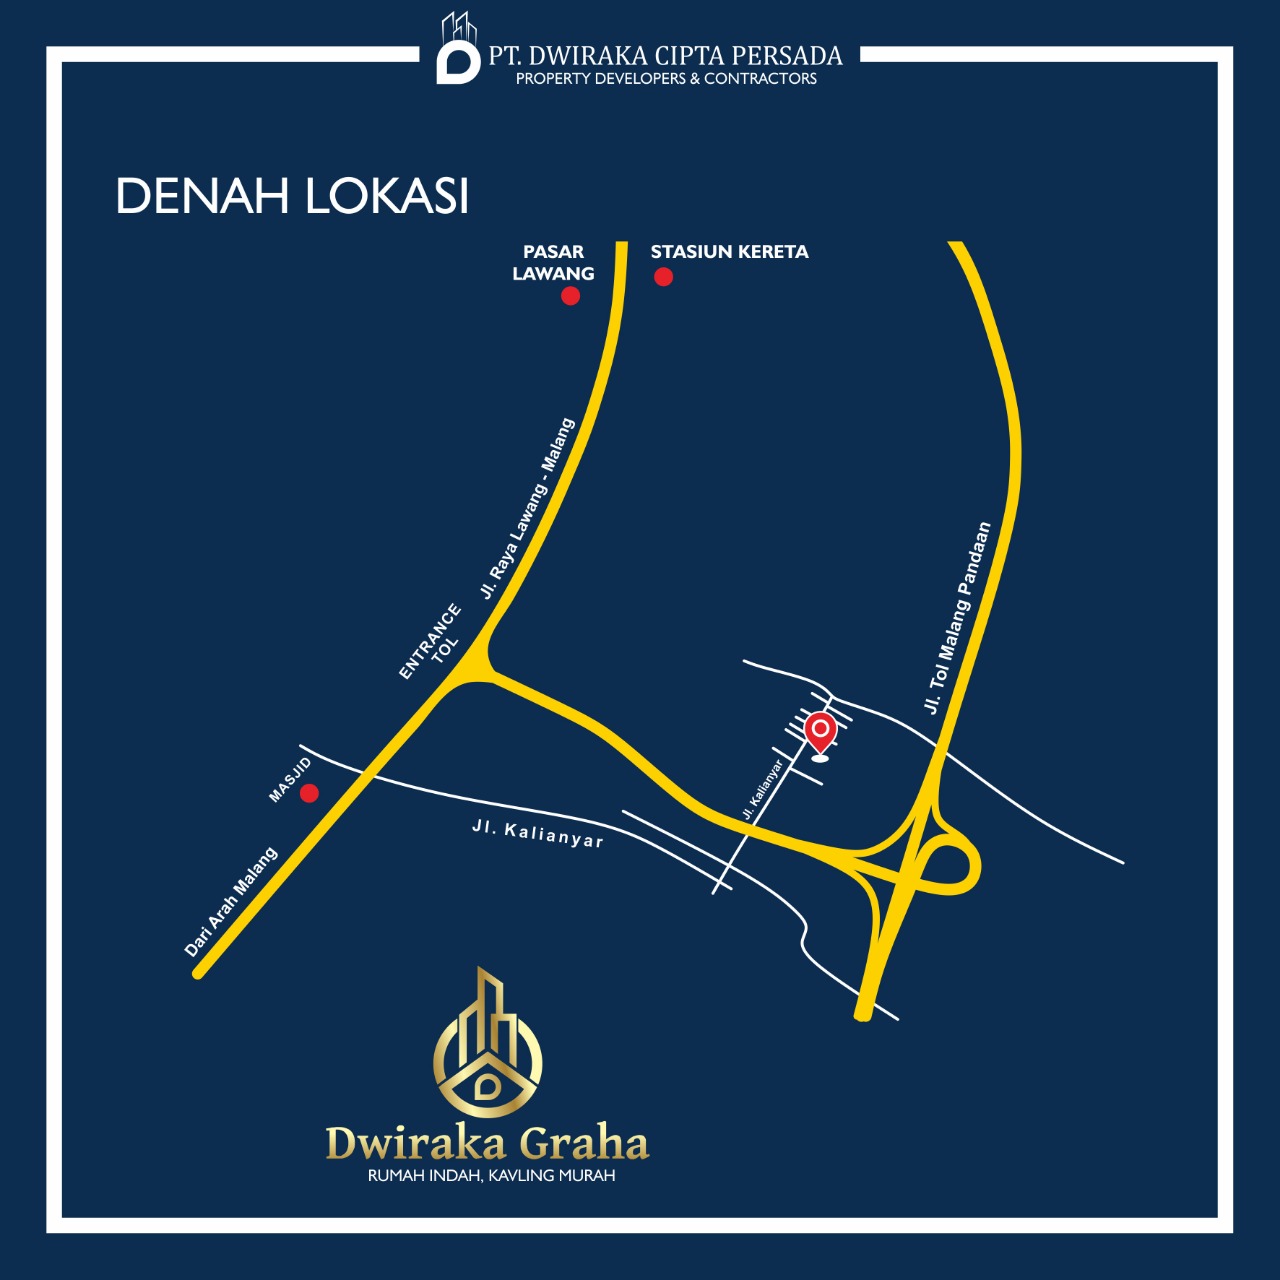 PT. DWIRAKA CIPTA PERSADA
PROPERTY DEVELOPERS & CONTRACTORS
DENAH LOKASI
PASAR
LAWANG
STASIUN KERETA
Jl. Raya Lawang - Malang
ENTRANCE
TOL
Jl. Tol Malang Pandaan
MASJID
Jl. Kalianyar
Jl. Kalianyar
Dari Arah Malang
Dwiraka Graha
RUMAH INDAH, KAVLING MURAH